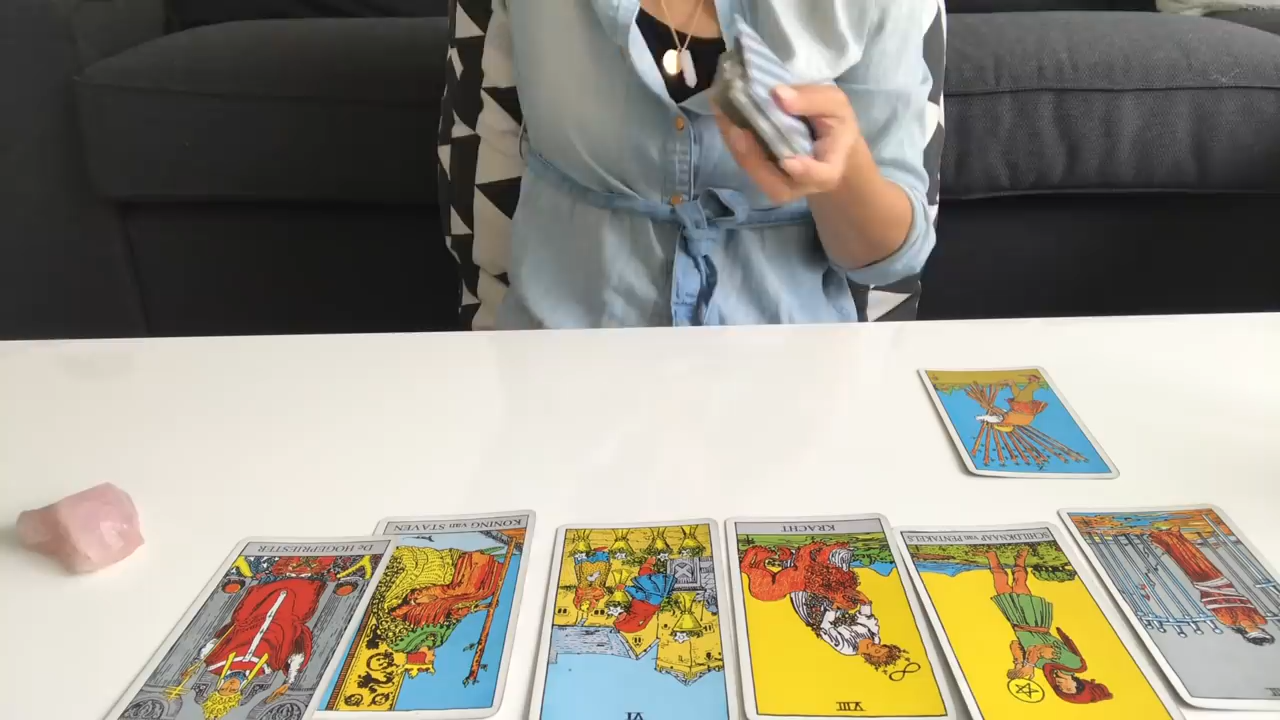 De HOGEPRIESTER
KONING van STAVEN
VI
KRACHT
VIII
SCHILDKNAAP van PENTAKELS